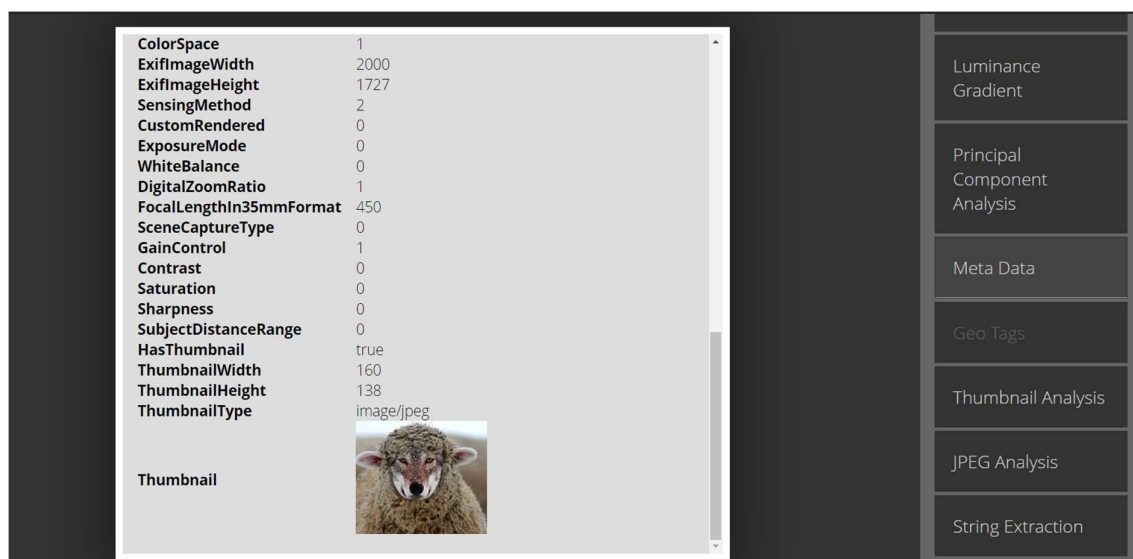 ColorSpace 1
ExifImageWidth 2000
ExifImageHeight 1727
SensingMethod 2
CustomRendered 0
ExposureMode 0
WhiteBalance 0
DigitalZoomRatio 1
FocalLengthIn35mmFormat 450
SceneCaptureType 0
GainControl 1
Contrast 0
Saturation 0
Sharpness 0
SubjectDistanceRange 0
HasThumbnail true
ThumbnailWidth 160
ThumbnailHeight 138
ThumbnailType image/jpeg
Thumbnail
Luminance
Gradient
Principal
Component
Analysis
Meta Data
Geo Tags
Thumbnail Analysis
JPEG Analysis
String Extraction